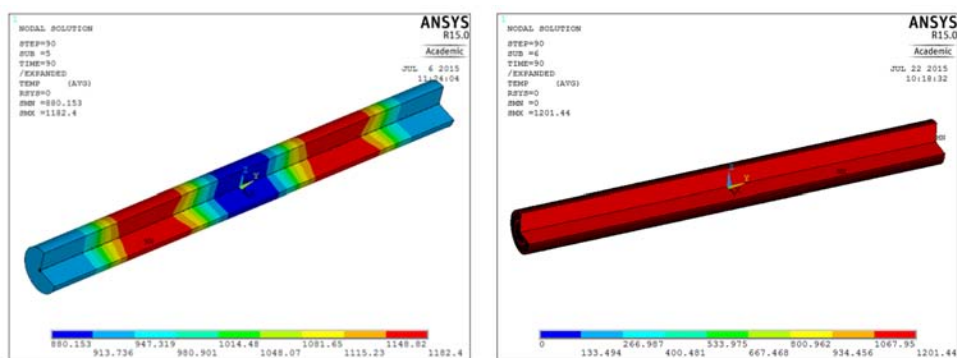 1
NODAL SOLUTION
STEP=90
SUB =5
TIME=90
/EXPANDED
TEMP (AVG)
RSYS=0
SMN =880.153
SMX =1182.4
ANSYS
R15.0
Academic
JUL 6 2015
11:24:04
Z
Y
MX
880.153 947.319 1014.48 1081.65 1148.82
913.736 980.901 1048.07 1115.23 1182.4
1
NODAL SOLUTION
STEP=90
SUB =6
TIME=90
/EXPANDED
TEMP (AVG)
RSYS=0
SMN =0
SMX =1201.44
ANSYS
R15.0
Academic
JUL 22 2015
10:18:32
Z
Y
0 266.987 533.975 800.962 1067.95
133.494 400.481 667.468 934.456 1201.44